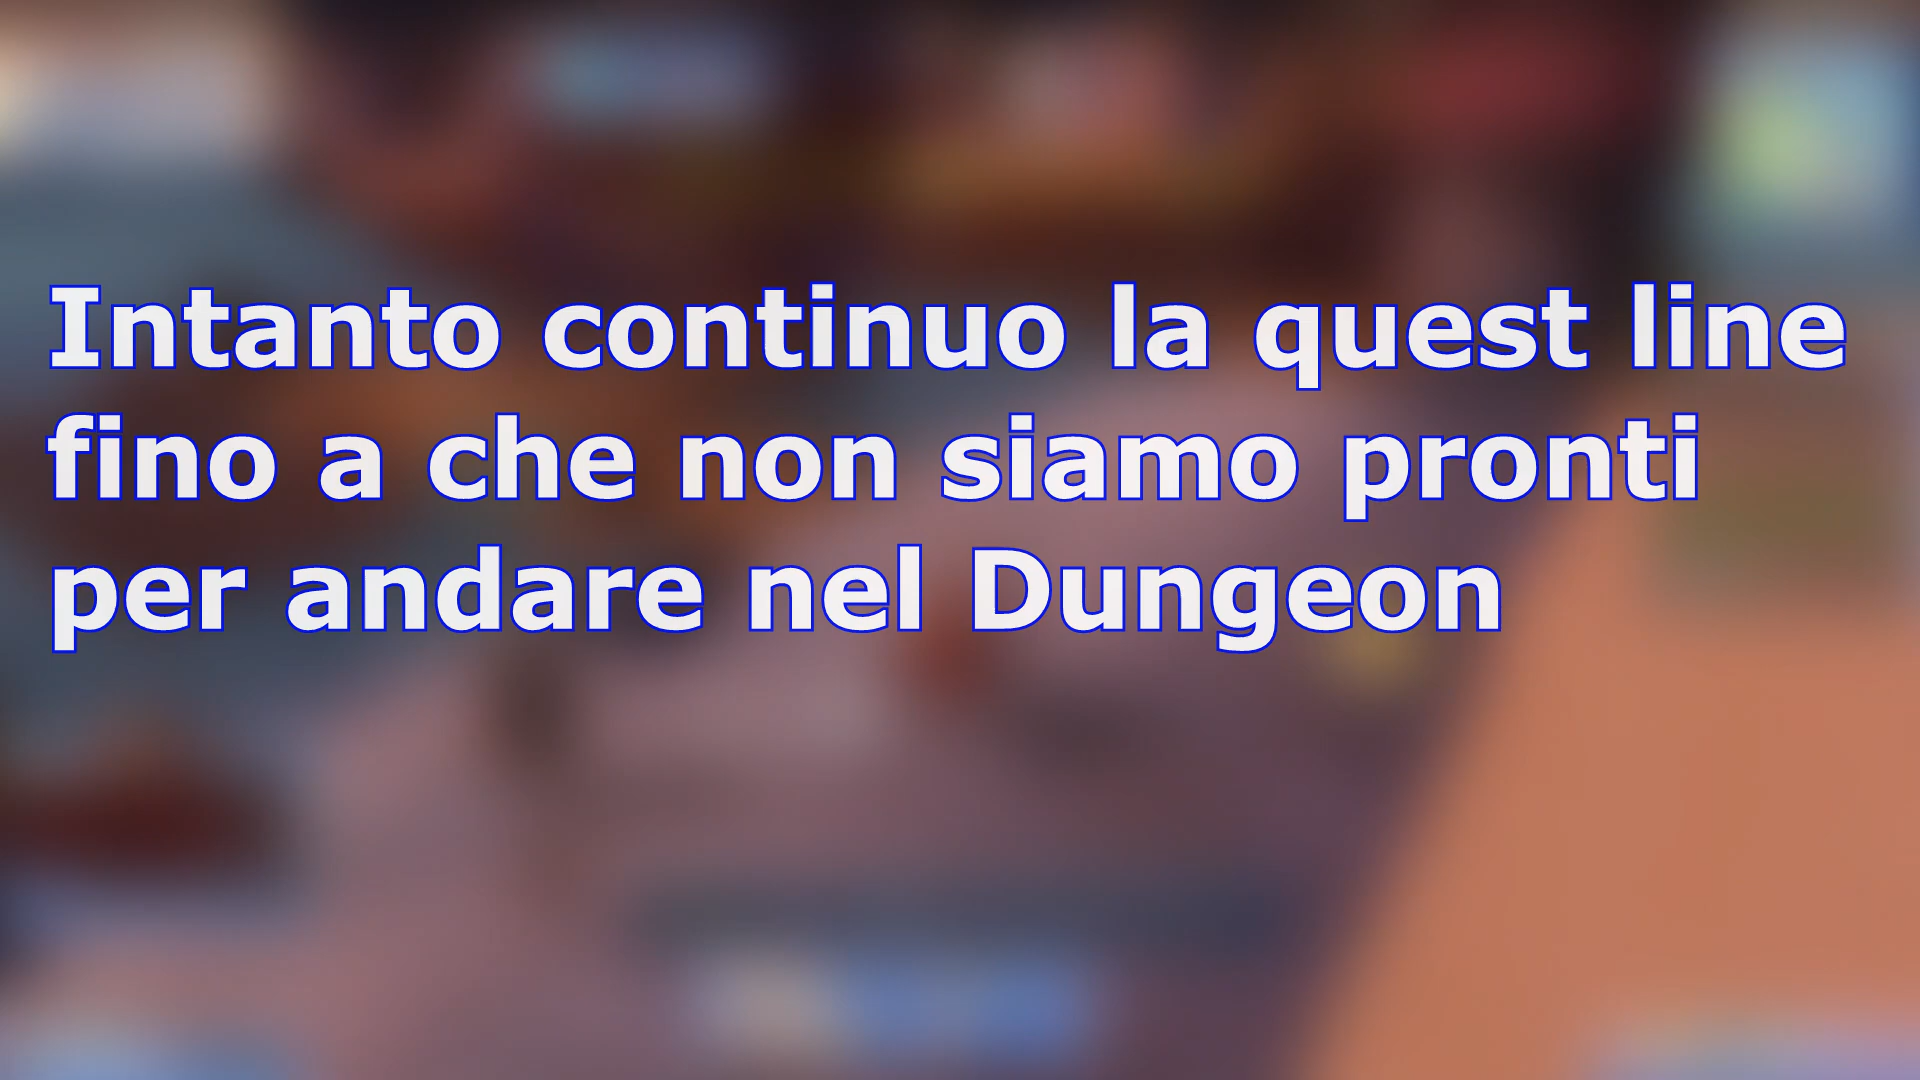 Intanto continuo la quest line
fino a che non siamo pronti
per andare nel Dungeon